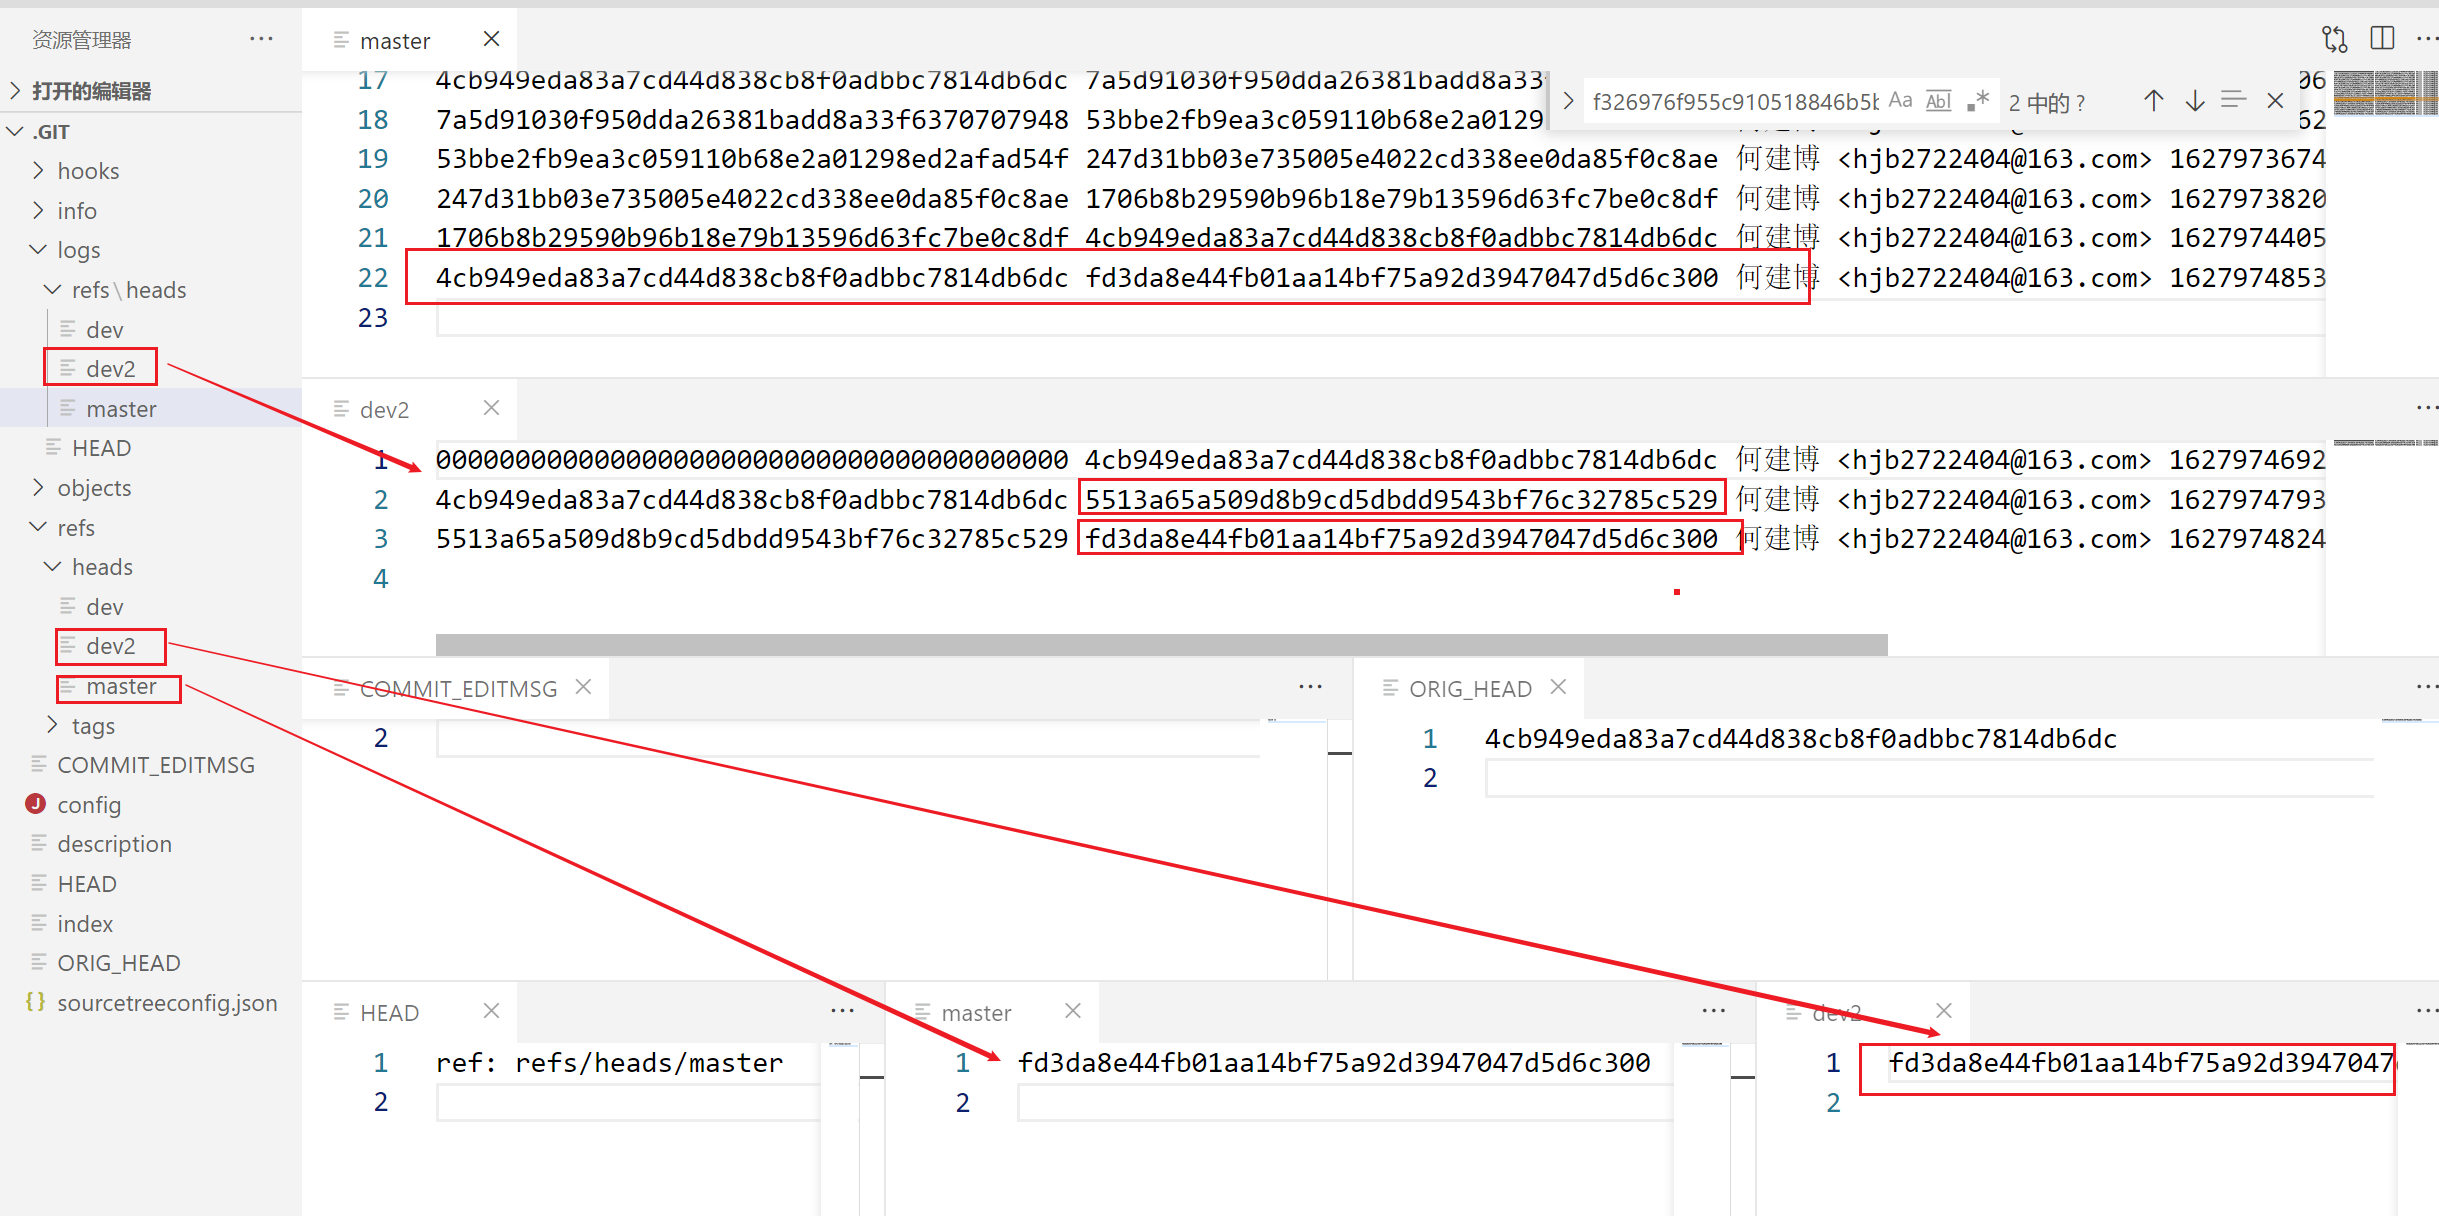 资源管理器
打开的编辑器
.GIT
hooks
info
logs
refs\heads
dev
dev2
master
HEAD
objects
refs
heads
dev
dev2
master
tags
COMMIT_EDITMSG
config
description
HEAD
index
ORIG_HEAD
sourcetreeconfig.json
master
f326976f955c910518846b5b Aa Abl .* 2 中的 ?
17 4cb949eda83a7cd44d838cb8f0adbbc7814db6dc 7a5d91030f950dda26381badd8a33 06
18 7a5d91030f950dda26381badd8a33f6370707948 53bbe2fb9ea3c059110b68e2a0129 62
19 53bbe2fb9ea3c059110b68e2a01298ed2afad54f 247d31bb03e735005e4022cd338ee0da85f0c8ae 何建博 <hjb2722404@163.com> 1627973674
20 247d31bb03e735005e4022cd338ee0da85f0c8ae 1706b8b29590b96b18e79b13596d63fc7be0c8df 何建博 <hjb2722404@163.com> 1627973820
21 1706b8b29590b96b18e79b13596d63fc7be0c8df 4cb949eda83a7cd44d838cb8f0adbbc7814db6dc 何建博 <hjb2722404@163.com> 1627974405
22 4cb949eda83a7cd44d838cb8f0adbbc7814db6dc fd3da8e44fb01aa14bf75a92d3947047d5d6c300 何建博 <hjb2722404@163.com> 1627974853
23
dev2
1 0000000000000000000000000000000000000000 4cb949eda83a7cd44d838cb8f0adbbc7814db6dc 何建博 <hjb2722404@163.com> 1627974692
2 4cb949eda83a7cd44d838cb8f0adbbc7814db6dc 5513a65a509d8b9cd5dbdd9543bf76c32785c529 何建博 <hjb2722404@163.com> 1627974793
3 5513a65a509d8b9cd5dbdd9543bf76c32785c529 fd3da8e44fb01aa14bf75a92d3947047d5d6c300 何建博 <hjb2722404@163.com> 1627974824
4
COMMIT_EDITMSG
2
ORIG_HEAD
1 4cb949eda83a7cd44d838cb8f0adbbc7814db6dc
2
HEAD
1 ref: refs/heads/master
2
master
1 fd3da8e44fb01aa14bf75a92d3947047d5d6c300
2
dev2
1 fd3da8e44fb01aa14bf75a92d3947047
2